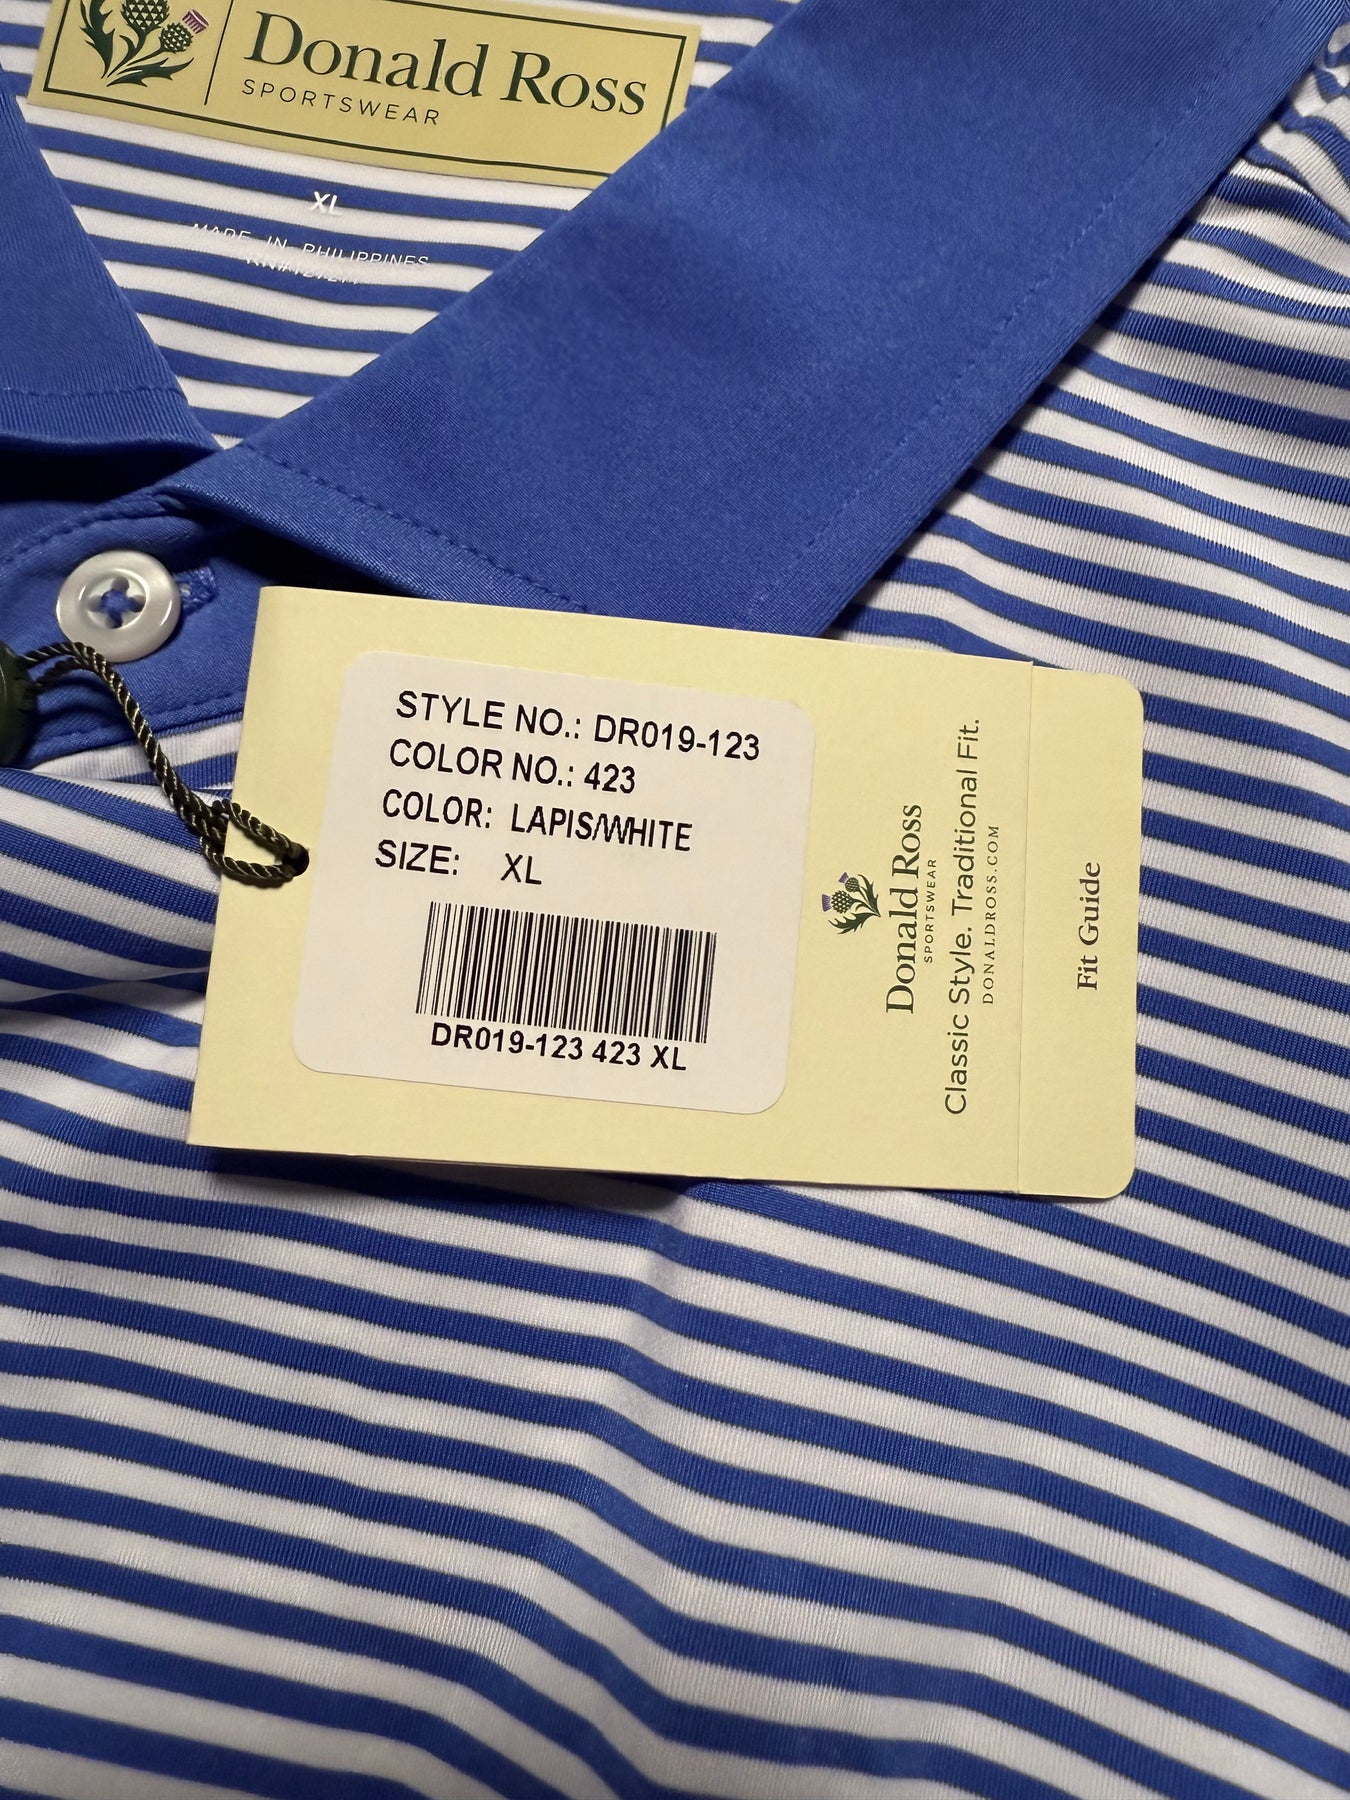 Donald Ross
SPORTSWEAR
XL
MADE IN PHILIPPINES
STYLE NO.: DR019-123
COLOR NO.: 423
COLOR: LAPIS/WHITE
SIZE: XL
DR019-123 423 XL
Donald Ross
SPORTSWEAR
Classic Style. Traditional Fit.
DONALDROSS.COM
Fit Guide